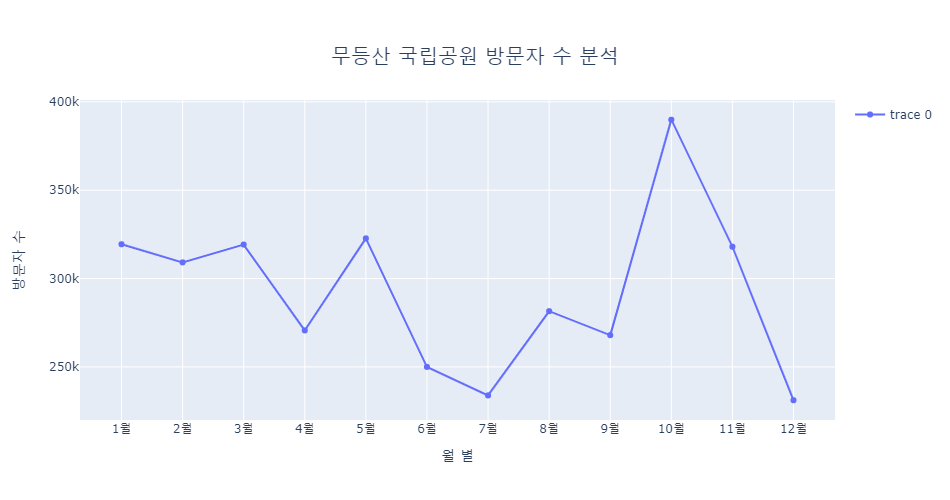 무등산 국립공원 방문자 수 분석
400k
350k
300k
250k
방문자 수
trace 0
1월 2월 3월 4월 5월 6월 7월 8월 9월 10월 11월 12월
월 별